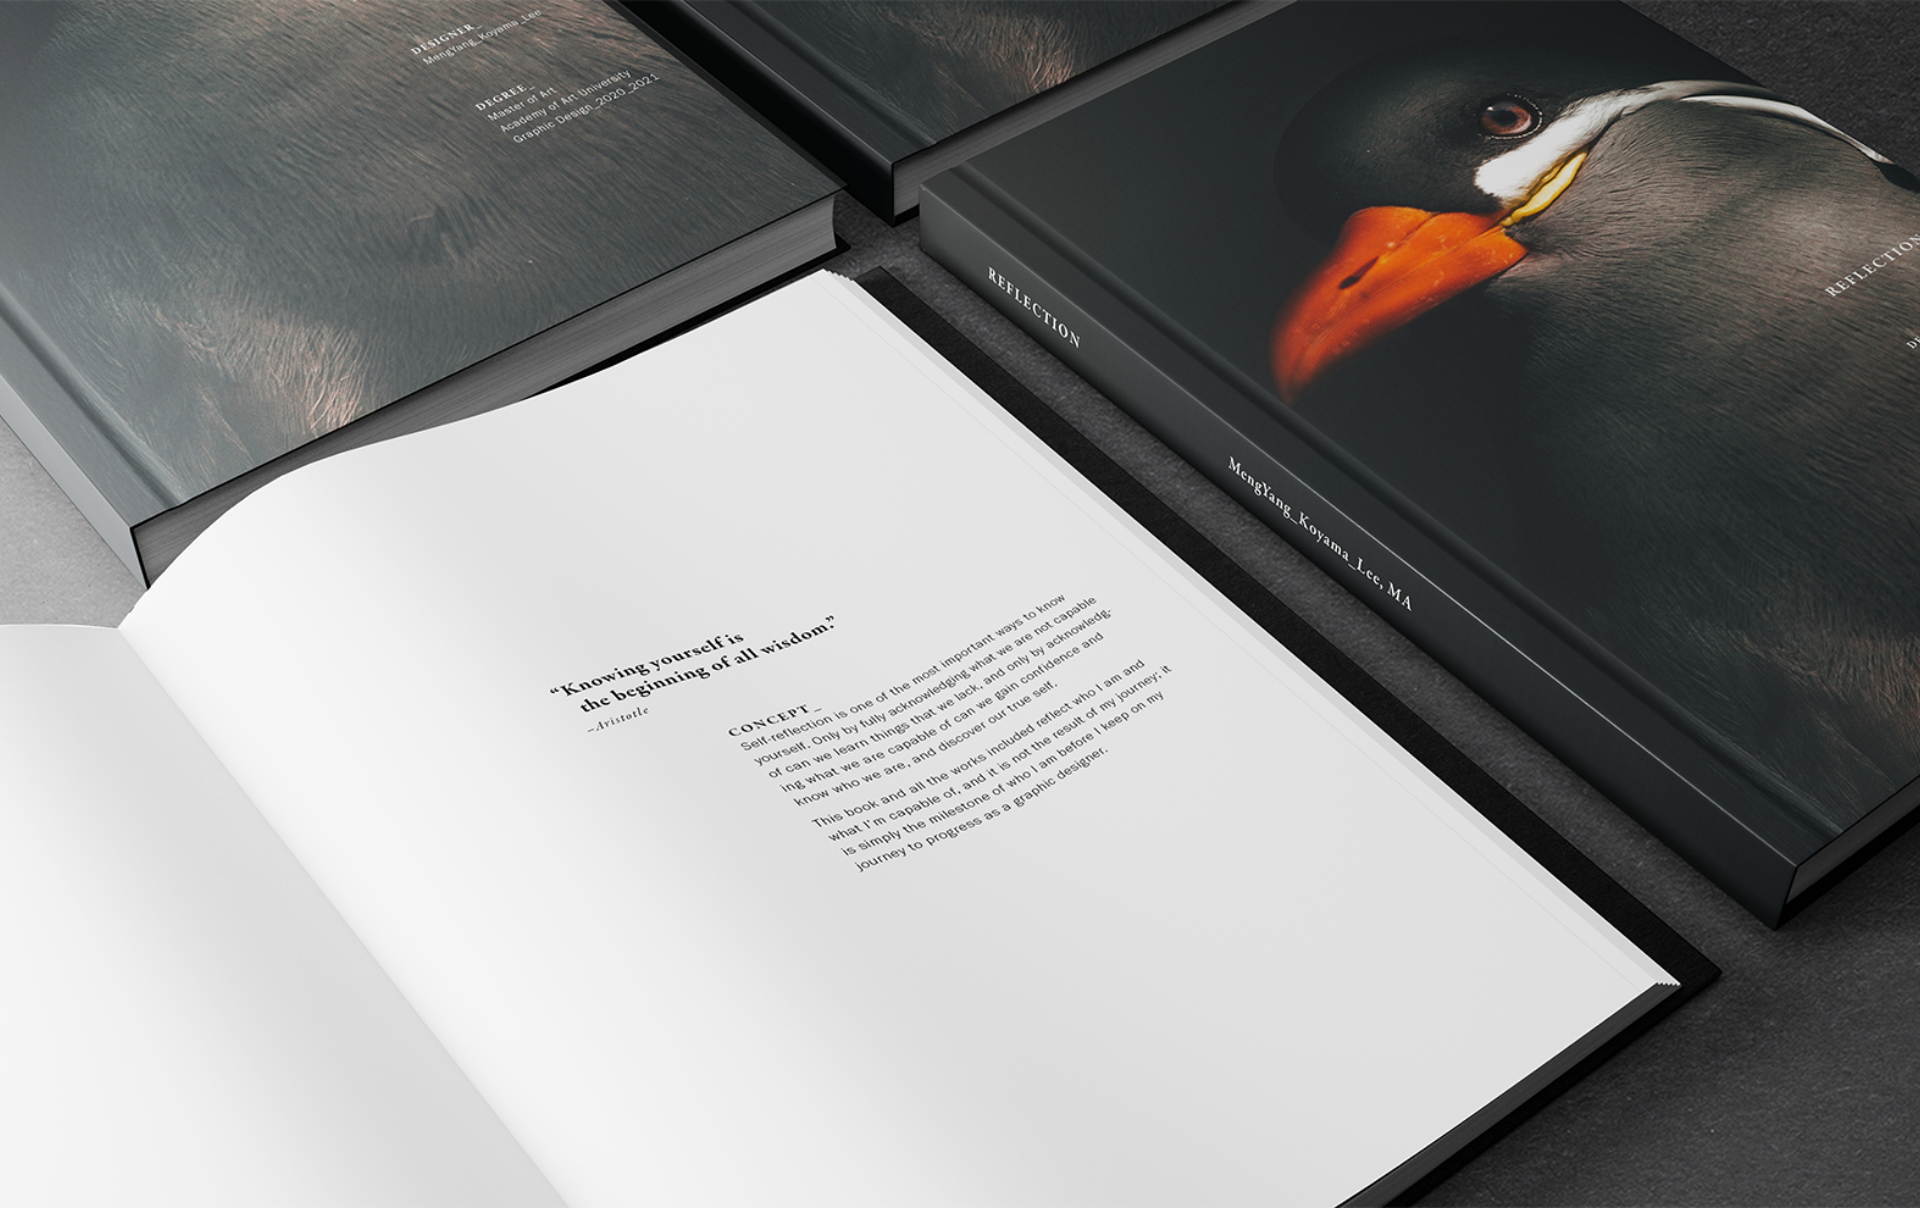 DESIGNER_
MengYang_Koyama_Lee
DEGREE_
Master of Art
Academy of Art University
Graphic Design_2020_2021
REFLECTION
MengYang_Koyama_Lee, MA
REFLECTION
“Knowing yourself is
the beginning of all wisdom.”
–Aristotle
CONCEPT_
Self-reflection is one of the most important ways to know
yourself. Only by fully acknowledging what we are not capable
of can we learn things that we lack, and only by acknowledg-
ing what we are capable of can we gain confidence and
know who we are, and discover our true self.
This book and all the works included reflect who I am and
what I’m capable of, and it is not the result of my journey; it
is simply the milestone of who I am before I keep on my
journey to progress as a graphic designer.